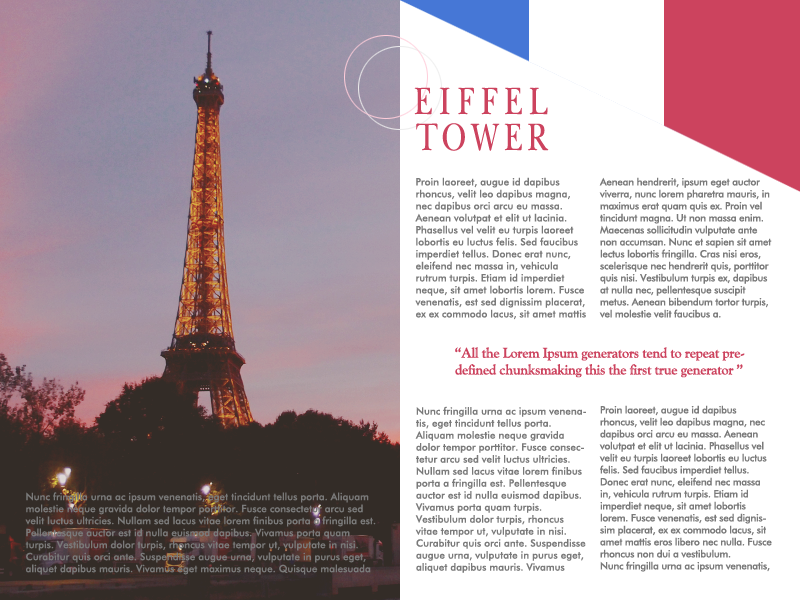 EIFFEL
TOWER
Proin laoreet, augue id dapibus
rhoncus, velit leo dapibus magna,
nec dapibus orci arcu eu massa.
Aenean volutpat et elit ut lacinia.
Phasellus vel velit eu turpis laoreet
lobortis eu luctus felis. Sed faucibus
imperdiet tellus. Donec erat nunc,
eleifend nec massa in, vehicula
rutrum turpis. Etiam id imperdiet
neque, sit amet lobortis lorem. Fusce
venenatis, est sed dignissim placerat,
ex ex commodo lacus, sit amet mattis
Aenean hendrerit, ipsum eget auctor
viverra, nunc lorem pharetra mauris, in
maximus erat quam quis ex. Proin vel
tincidunt magna. Ut non massa enim.
Maecenas sollicitudin vulputate ante
non accumsan. Nunc et sapien sit amet
lectus lobortis fringilla. Cras nisi eros,
scelerisque nec hendrerit quis, porttitor
quis nisi. Vestibulum turpis ex, dapibus
at nulla nec, pellentesque suscipit
metus. Aenean bibendum tortor turpis,
vel molestie velit faucibus a.
“All the Lorem Ipsum generators tend to repeat pre-
defined chunksmaking this the first true generator ”
Nunc fringilla urna ac ipsum venena-
tis, eget tincidunt tellus porta.
Aliquam molestie neque gravida
dolor tempor porttitor. Fusce consec-
tetur arcu sed velit luctus ultricies.
Nullam sed lacus vitae lorem finibus
porta a fringilla est. Pellentesque
auctor est id nulla euismod dapibus.
Vivamus porta quam turpis.
Vestibulum dolor turpis, rhoncus
vitae tempor ut, vulputate in nisi.
Curabitur quis orci ante. Suspendisse
augue urna, vulputate in purus eget,
aliquet dapibus mauris. Vivamus
Proin laoreet, augue id dapibus
rhoncus, velit leo dapibus magna, nec
dapibus orci arcu eu massa. Aenean
volutpat et elit ut lacinia. Phasellus vel
velit eu turpis laoreet lobortis eu luctus
felis. Sed faucibus imperdiet tellus.
Donec erat nunc, eleifend nec massa
in, vehicula rutrum turpis. Etiam id
imperdiet neque, sit amet lobortis
lorem. Fusce venenatis, est sed dignis-
sim placerat, ex ex commodo lacus, sit
amet mattis eros libero nec nulla. Fusce
rhoncus non dui a vestibulum.
Nunc fringilla urna ac ipsum venenatis,
Nunc fringilla urna ac ipsum venenatis, eget tincidunt tellus porta. Aliquam
molestie neque gravida dolor tempor porttitor. Fusce consectetur arcu sed
velit luctus ultricies. Nullam sed lacus vitae lorem finibus porta a fringilla est.
Pellentesque auctor est id nulla euismod dapibus. Vivamus porta quam
turpis. Vestibulum dolor turpis, rhoncus vitae tempor ut, vulputate in nisi.
Curabitur quis orci ante. Suspendisse augue urna, vulputate in purus eget,
aliquet dapibus mauris. Vivamus eget maximus neque. Quisque malesuada